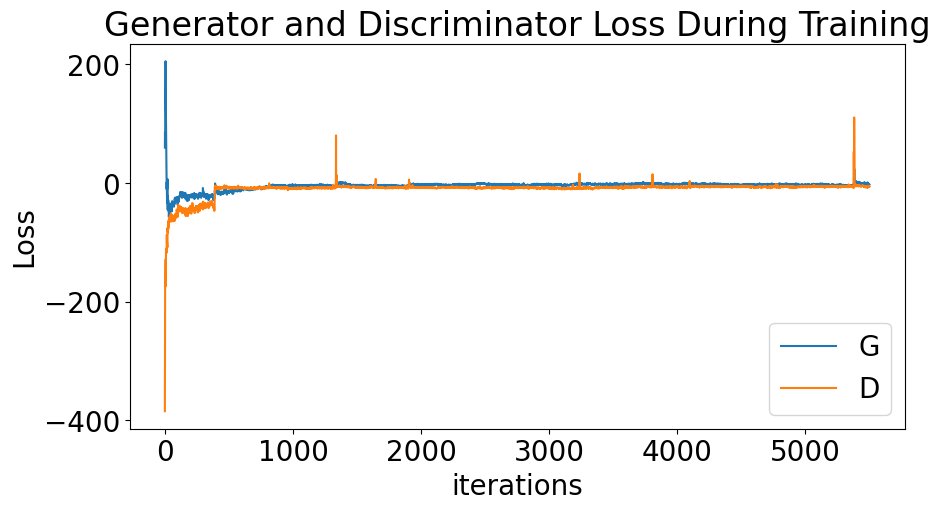 Generator and Discriminator Loss During Training
200
0
−200
−400
Loss
G
D
0 1000 2000 3000 4000 5000
iterations